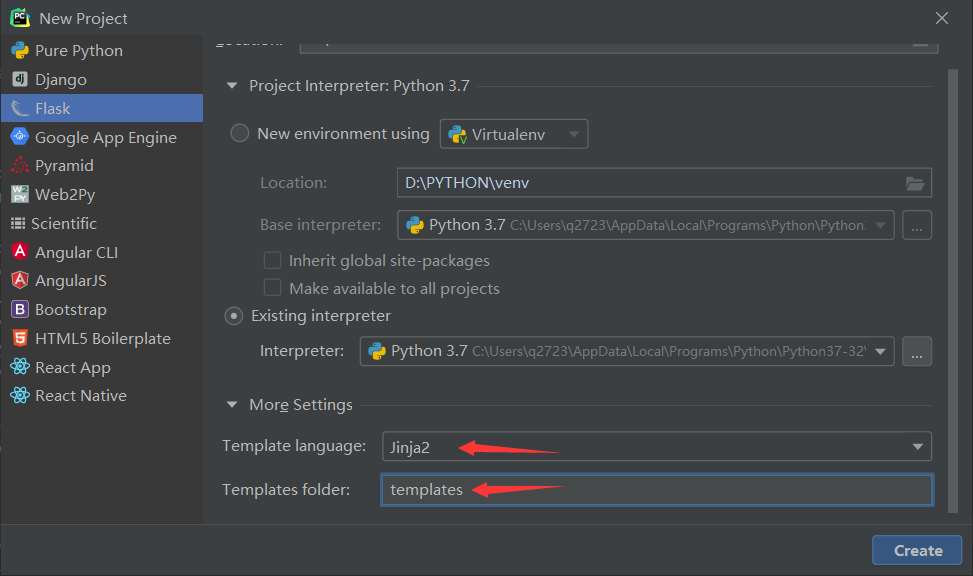 New Project
Pure Python
Django
Flask
Google App Engine
Pyramid
Web2Py
Scientific
Angular CLI
AngularJS
Bootstrap
HTML5 Boilerplate
React App
React Native
Project Interpreter: Python 3.7
New environment using Virtualenv
Location: D:\PYTHON\venv
Base interpreter: Python 3.7 C:\Users\q2723\AppData\Local\Programs\Python\Python
...
Inherit global site-packages
Make available to all projects
Existing interpreter
Interpreter: Python 3.7 C:\Users\q2723\AppData\Local\Programs\Python\Python37-32\
...
More Settings
Template language: Jinja2
Templates folder: templates
Create